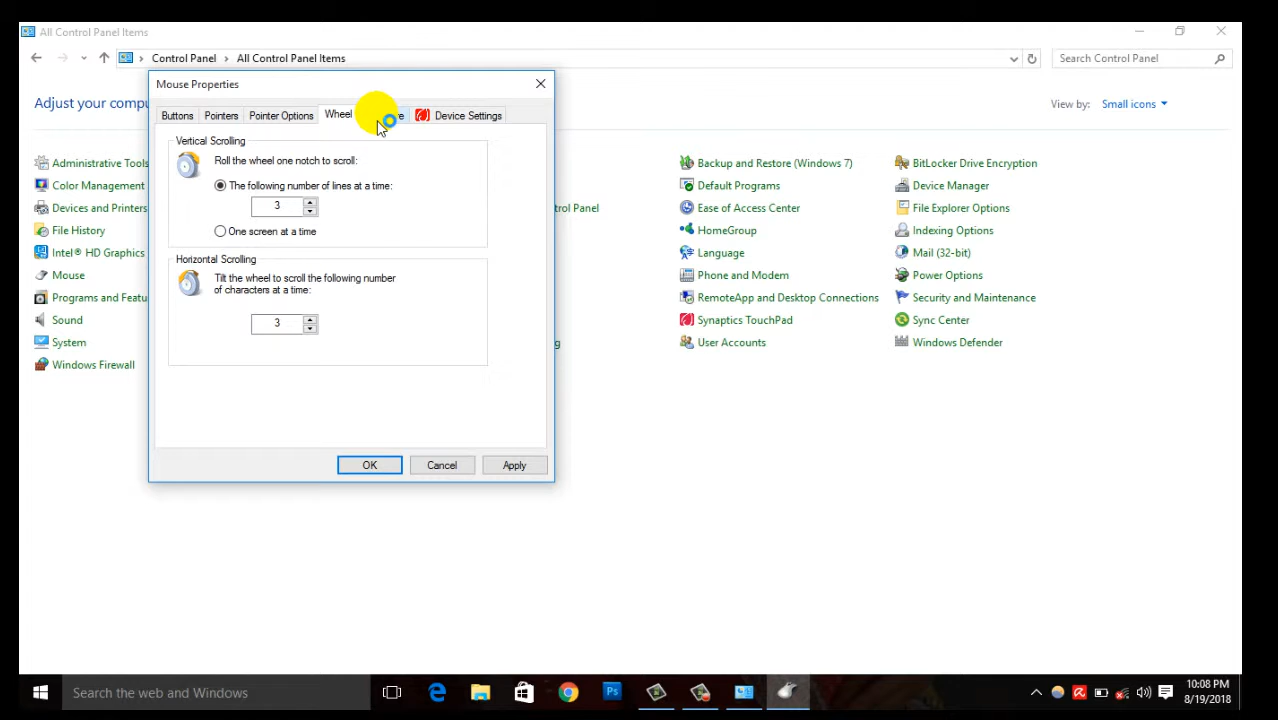 All Control Panel Items
Control Panel > All Control Panel Items
Search Control Panel
Mouse Properties
Adjust your compu
View by: Small icons
Buttons Pointers Pointer Options Wheel Device Settings
Vertical Scrolling
Roll the wheel one notch to scroll:
The following number of lines at a time:
3
One screen at a time
Horizontal Scrolling
Tilt the wheel to scroll the following number
of characters at a time:
3
OK Cancel Apply
Administrative Tools
Color Management
Devices and Printers
File History
Intel® HD Graphics
Mouse
Programs and Featu
Sound
System
Windows Firewall
trol Panel
g
Backup and Restore (Windows 7)
Default Programs
Ease of Access Center
HomeGroup
Language
Phone and Modem
RemoteApp and Desktop Connections
Synaptics TouchPad
User Accounts
BitLocker Drive Encryption
Device Manager
File Explorer Options
Indexing Options
Mail (32-bit)
Power Options
Security and Maintenance
Sync Center
Windows Defender
Search the web and Windows
Ps
10:08 PM
8/19/2018